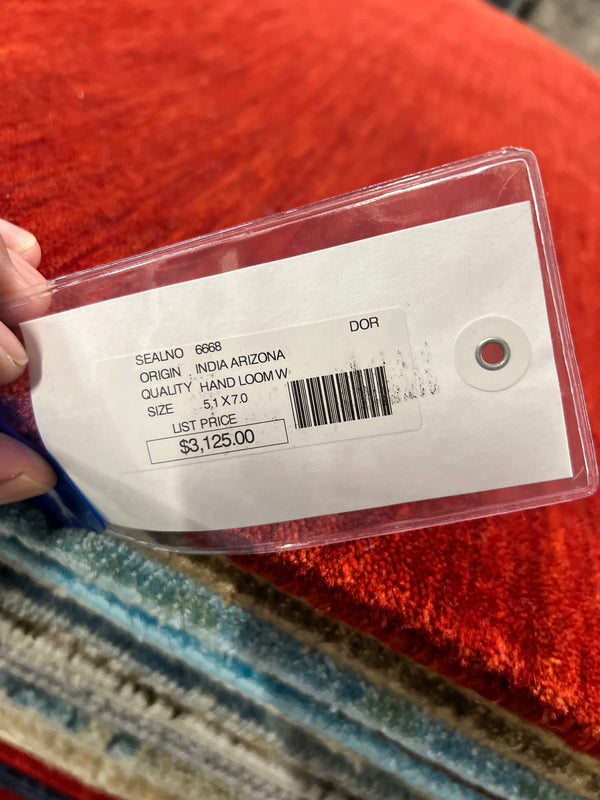 DOR
SEALNO 6668
ORIGIN INDIA ARIZONA
QUALITY HAND LOOM W
SIZE 5,1 X 7.0
LIST PRICE
$3,125.00